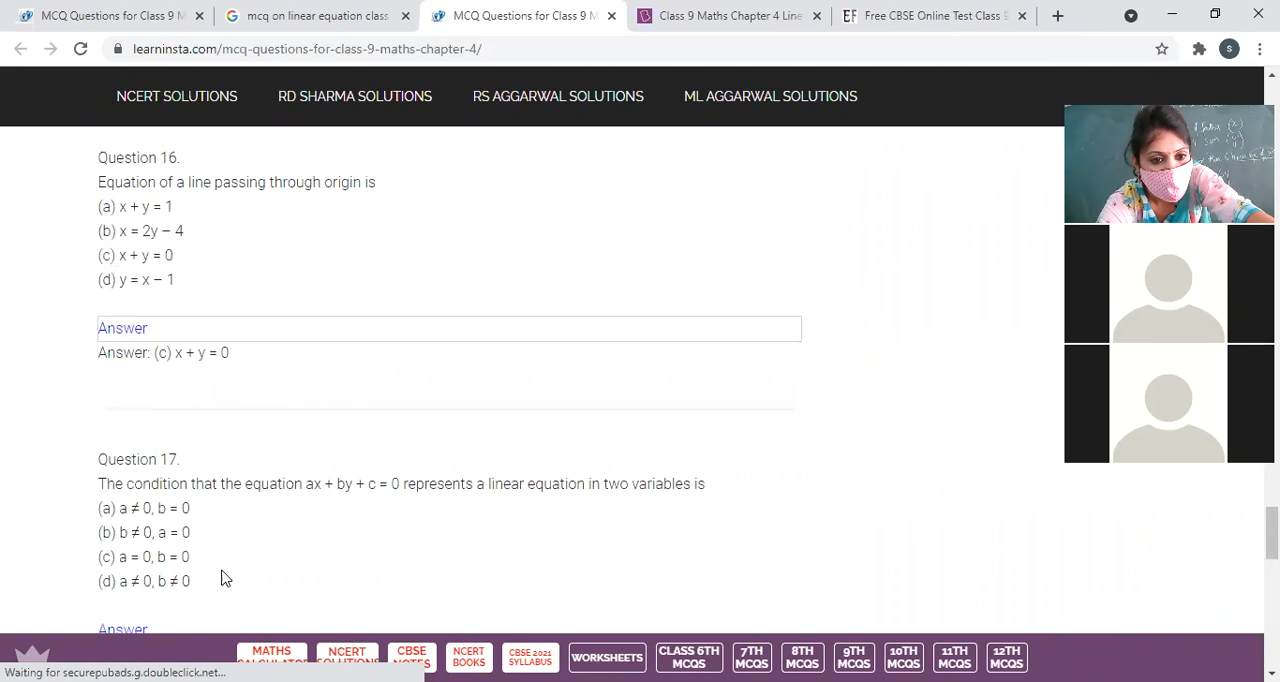 MCQ Questions for Class 9 M
mcq on linear equation class
MCQ Questions for Class 9 M
Class 9 Maths Chapter 4 Line
EF Free CBSE Online Test Class 9
learninsta.com/mcq-questions-for-class-9-maths-chapter-4/
S
NCERT SOLUTIONS RD SHARMA SOLUTIONS RS AGGARWAL SOLUTIONS ML AGGARWAL SOLUTIONS
Question 16.
Equation of a line passing through origin is
(a) x + y = 1
(b) x = 2y – 4
(c) x + y = 0
(d) y = x – 1
Answer
Answer: (c) x + y = 0
Question 17.
The condition that the equation ax + by + c = 0 represents a linear equation in two variables is
(a) a ≠ 0, b = 0
(b) b ≠ 0, a = 0
(c) a = 0, b = 0
(d) a ≠ 0, b ≠ 0
Answer
MATHS CALCULATOR
NCERT SOLUTIONS
CBSE NOTES
NCERT BOOKS
CBSE 2021 SYLLABUS
WORKSHEETS
CLASS 6TH MCQS
7TH MCQS
8TH MCQS
9TH MCQS
10TH MCQS
11TH MCQS
12TH MCQS
Waiting for securepubads.g.doubleclick.net...